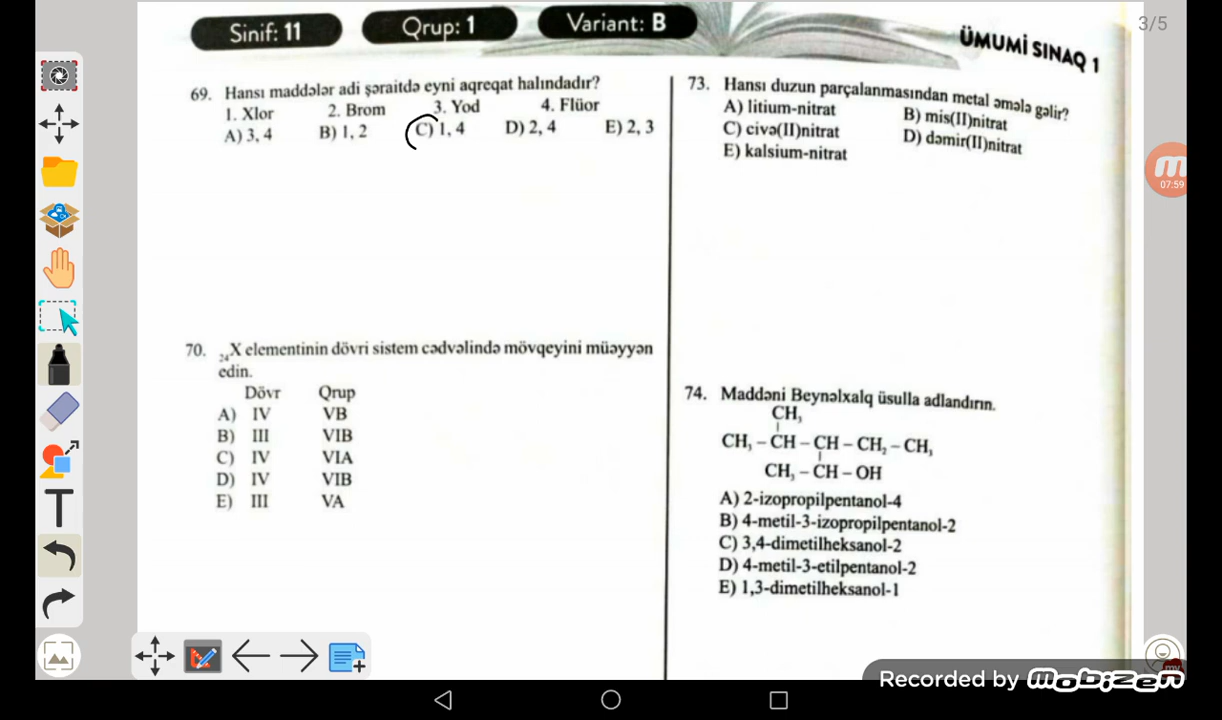 Sinif: 11
Qrup: 1
Variant: B
ÜMUMİ SINAQ 1
3/5
69. Hansı maddələr adi şəraitdə eyni aqreqat halındadır?
1. Xlor 2. Brom 3. Yod 4. Flüor
A) 3, 4 B) 1, 2 C) 1, 4 D) 2, 4 E) 2, 3
70. ₂₄X elementinin dövri sistem cədvəlində mövqeyini müəyyən
edin.
Dövr Qrup
A) IV VB
B) III VIB
C) IV VIA
D) IV VIB
E) III VA
73. Hansı duzun parçalanmasından metal əmələ gəlir?
A) litium-nitrat B) mis(II)nitrat
C) civə(II)nitrat D) dəmir(II)nitrat
E) kalsium-nitrat
74. Maddəni Beynəlxalq üsulla adlandırın.
CH₃
CH₃ – CH – CH – CH₂ – CH₃
CH₃ – CH – OH
A) 2-izopropilpentanol-4
B) 4-metil-3-izopropilpentanol-2
C) 3,4-dimetilheksanol-2
D) 4-metil-3-etilpentanol-2
E) 1,3-dimetilheksanol-1
07:59
T
Recorded by mobizen